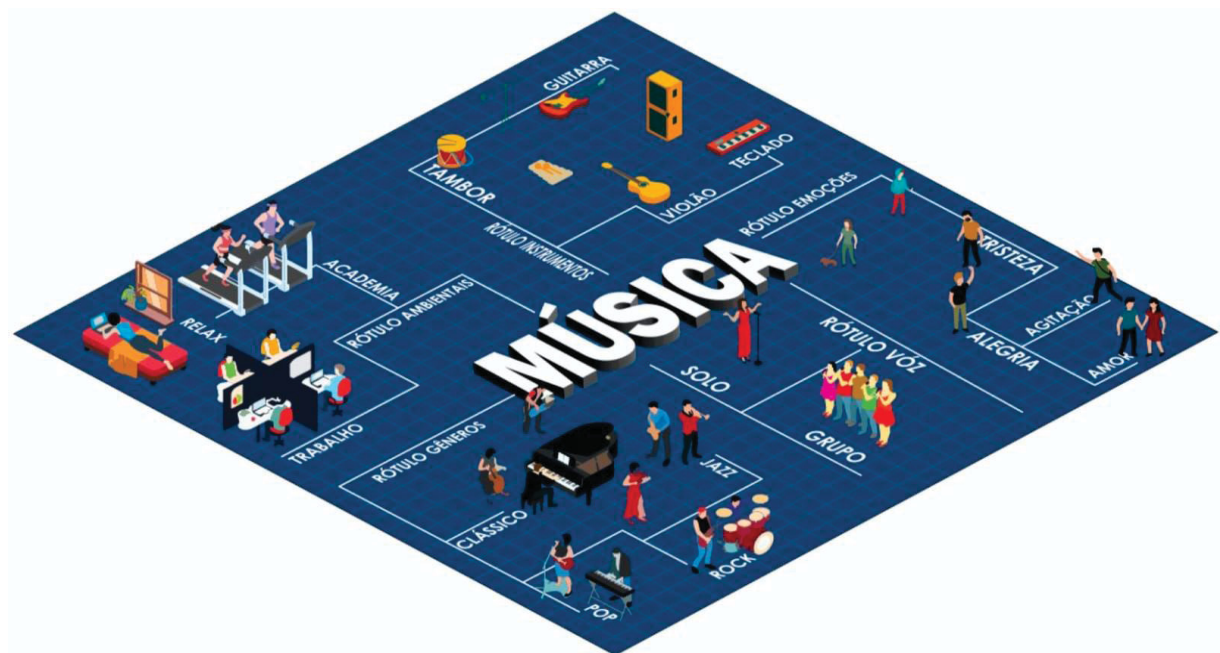 GUITARRA
TAMBOR
TECLADO
VIOLÃO
RÓTULO INSTRUMENTOS
RÓTULO EMOÇÕES
TRISTEZA
AGITAÇÃO
ALEGRIA
AMOR
ACADEMIA
RELAX
RÓTULO AMBIENTAIS
TRABALHO
MÚSICA
RÓTULO VÓZ
SOLO
GRUPO
RÓTULO GÊNEROS
JAZZ
CLÁSSICO
ROCK
POP